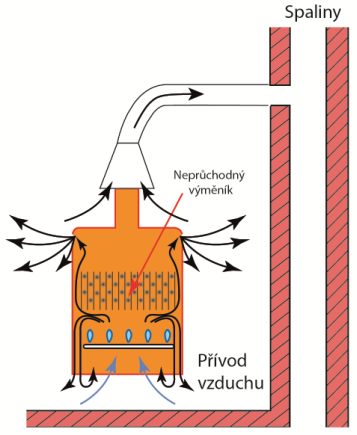 Spaliny
Neprůchodný
výměník
Přívod
vzduchu